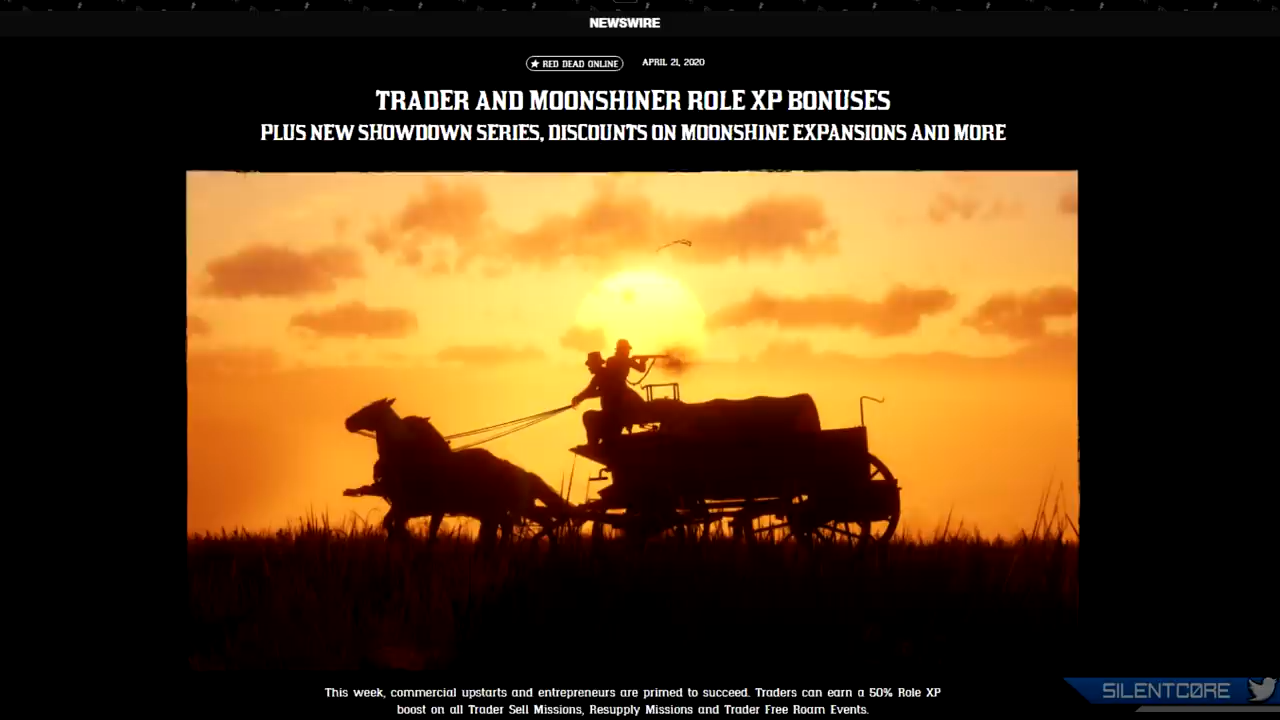 NEWSWIRE
★ RED DEAD ONLINE APRIL 21, 2020
TRADER AND MOONSHINER ROLE XP BONUSES
PLUS NEW SHOWDOWN SERIES, DISCOUNTS ON MOONSHINE EXPANSIONS AND MORE
This week, commercial upstarts and entrepreneurs are primed to succeed. Traders can earn a 50% Role XP
boost on all Trader Sell Missions, Resupply Missions and Trader Free Roam Events.
SILENTC0RE